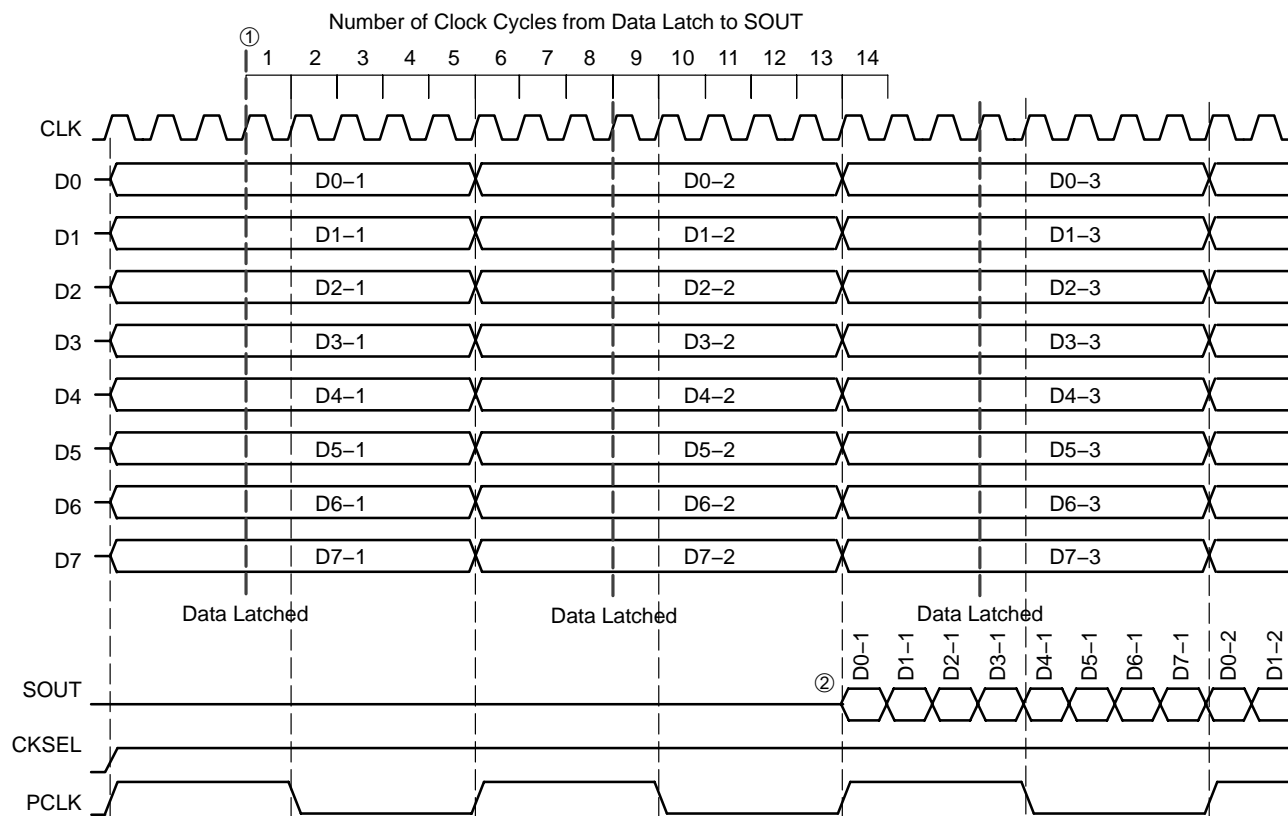 Number of Clock Cycles from Data Latch to SOUT
①
1 2 3 4 5 6 7 8 9 10 11 12 13 14
CLK
D0 D0–1 D0–2 D0–3
D1 D1–1 D1–2 D1–3
D2 D2–1 D2–2 D2–3
D3 D3–1 D3–2 D3–3
D4 D4–1 D4–2 D4–3
D5 D5–1 D5–2 D5–3
D6 D6–1 D6–2 D6–3
D7 D7–1 D7–2 D7–3
Data Latched Data Latched Data Latched
D0–1 D1–1 D2–1 D3–1 D4–1 D5–1 D6–1 D7–1 D0–2 D1–2
SOUT ②
CKSEL
PCLK